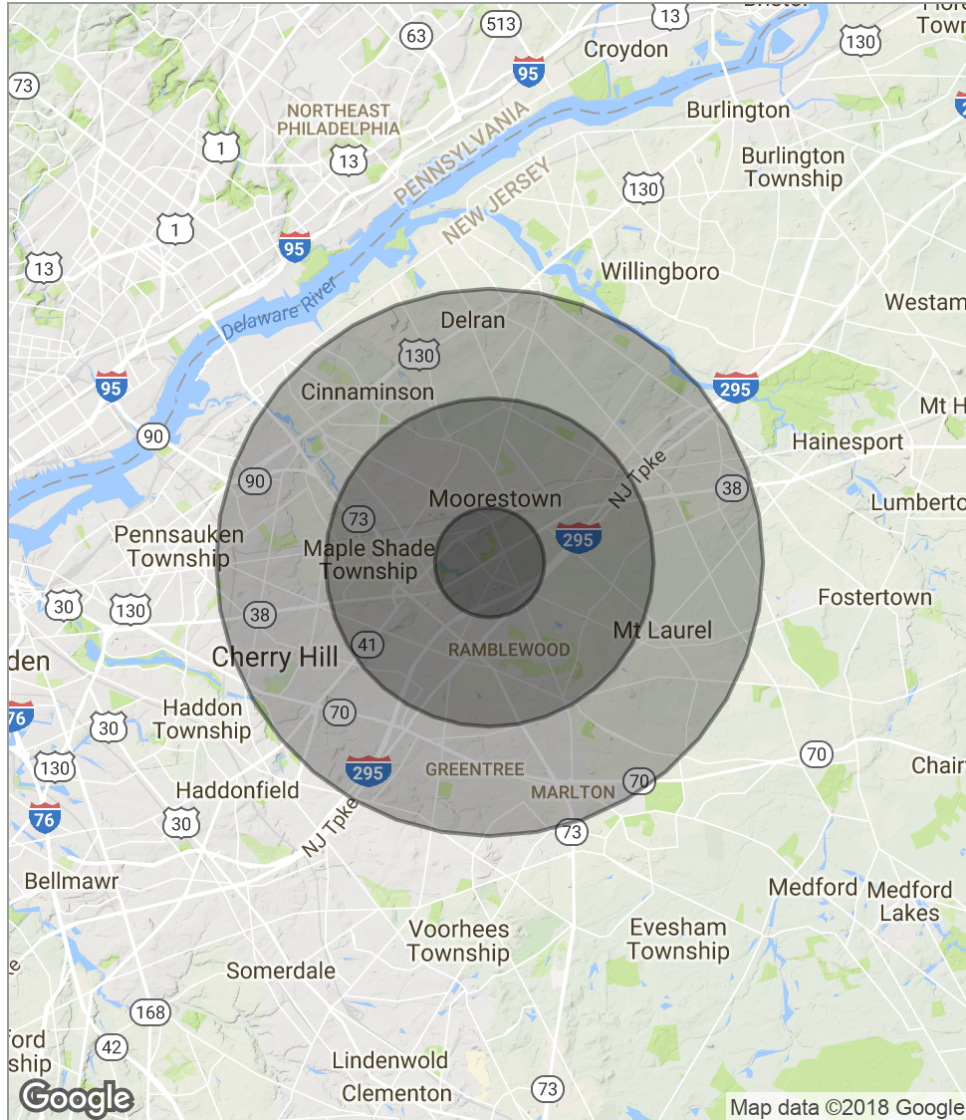 Bristol
13
513
63
Croydon
130
95
73
NORTHEAST
PHILADELPHIA
PENNSYLVANIA
Burlington
1
13
Burlington
Township
130
NEW JERSEY
1
95
13
Willingboro
Delaware River
Westam
Delran
130
95
295
Cinnaminson
Mt H
90
Hainesport
90
NJ Tpke
38
Moorestown
Lumberto
73
295
Pennsauken
Township
Maple Shade
Township
30
130
38
Fostertown
41
RAMBLEWOOD
Mt Laurel
den
Cherry Hill
76
30
Haddon
Township
70
70
130
295
GREENTREE
70
Chair
Haddonfield
MARLTON
76
30
NJ Tpke
73
Bellmawr
Medford
Medford
Lakes
Voorhees
Township
Evesham
Township
Somerdale
168
ford
ship
42
Lindenwold
Clementon
73
Google
Map data ©2018 Google